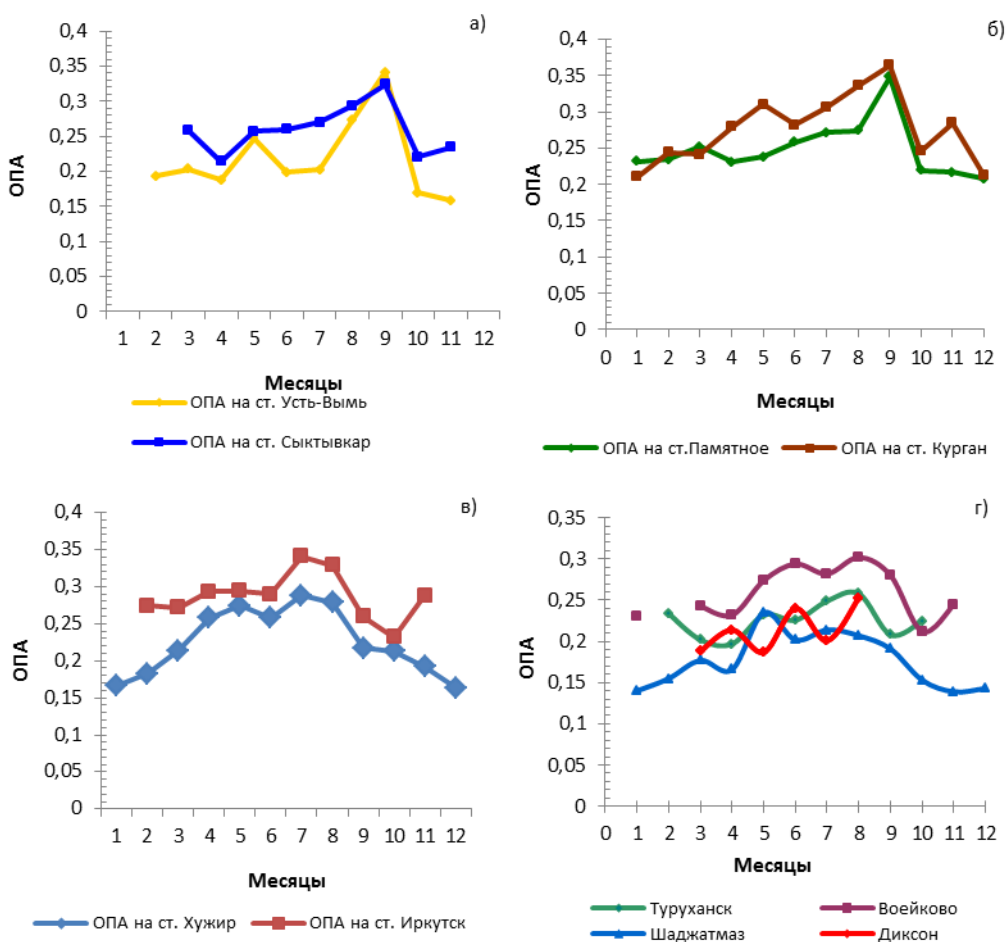 а)
ОПА
0,4
0,35
0,3
0,25
0,2
0,15
0,1
0,05
0
1 2 3 4 5 6 7 8 9 10 11 12
Месяцы
ОПА на ст. Усть-Вымь
ОПА на ст. Сыктывкар
б)
ОПА
0,4
0,35
0,3
0,25
0,2
0,15
0,1
0,05
0
0 1 2 3 4 5 6 7 8 9 10 11 12
Месяцы
ОПА на ст.Памятное ОПА на ст. Курган
в)
ОПА
0,4
0,35
0,3
0,25
0,2
0,15
0,1
0,05
0
1 2 3 4 5 6 7 8 9 10 11 12
Месяцы
ОПА на ст. Хужир ОПА на ст. Иркутск
г)
ОПА
0,35
0,3
0,25
0,2
0,15
0,1
0,05
0
0 1 2 3 4 5 6 7 8 9 10 11 12
Месяцы
Туруханск Воейково
Шаджатмаз Диксон